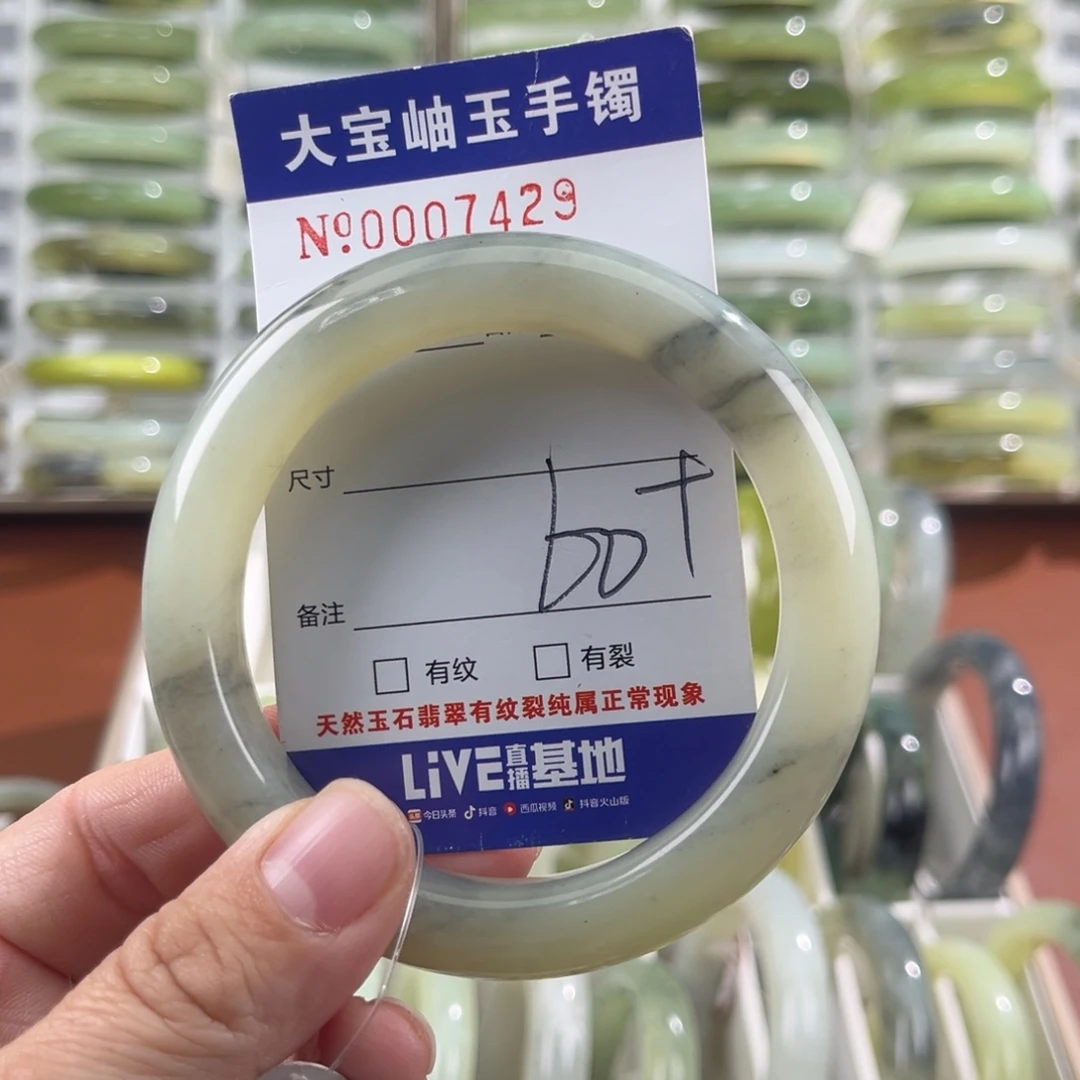 大宝岫玉手镯
№0007429
尺寸
60+
备注
有纹 有裂
天然玉石翡翠有纹裂纯属正常现象
LIVE直播基地
今日头条 抖音 西瓜视频 抖音火山版